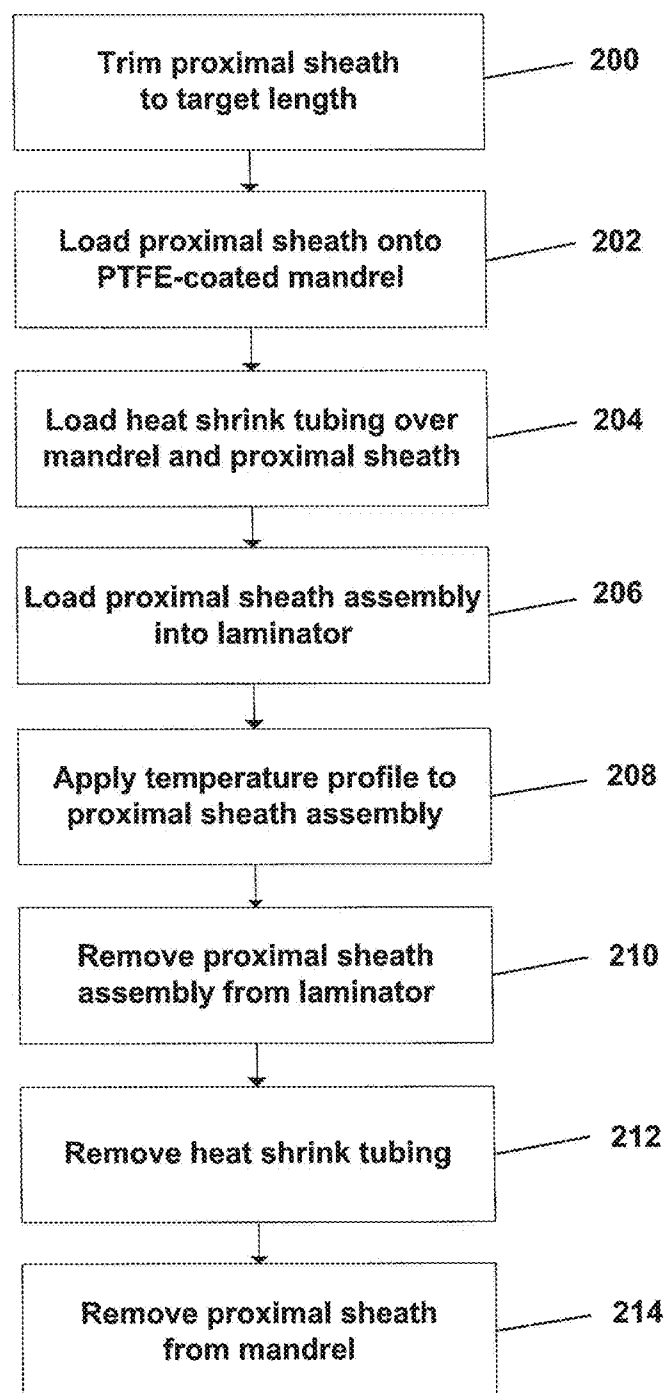 Trim proximal sheath
to target length
200
Load proximal sheath onto
PTFE-coated mandrel
202
Load heat shrink tubing over
mandrel and proximal sheath
204
Load proximal sheath assembly
into laminator
206
Apply temperature profile to
proximal sheath assembly
208
Remove proximal sheath
assembly from laminator
210
Remove heat shrink tubing
212
Remove proximal sheath
from mandrel
214